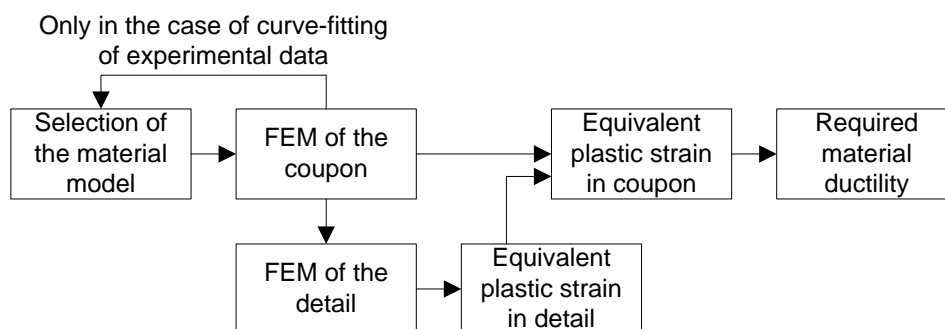 Only in the case of curve-fitting
of experimental data
Selection of
the material
model
FEM of the
coupon
Equivalent
plastic strain
in coupon
Required
material
ductility
FEM of the
detail
Equivalent
plastic strain
in detail